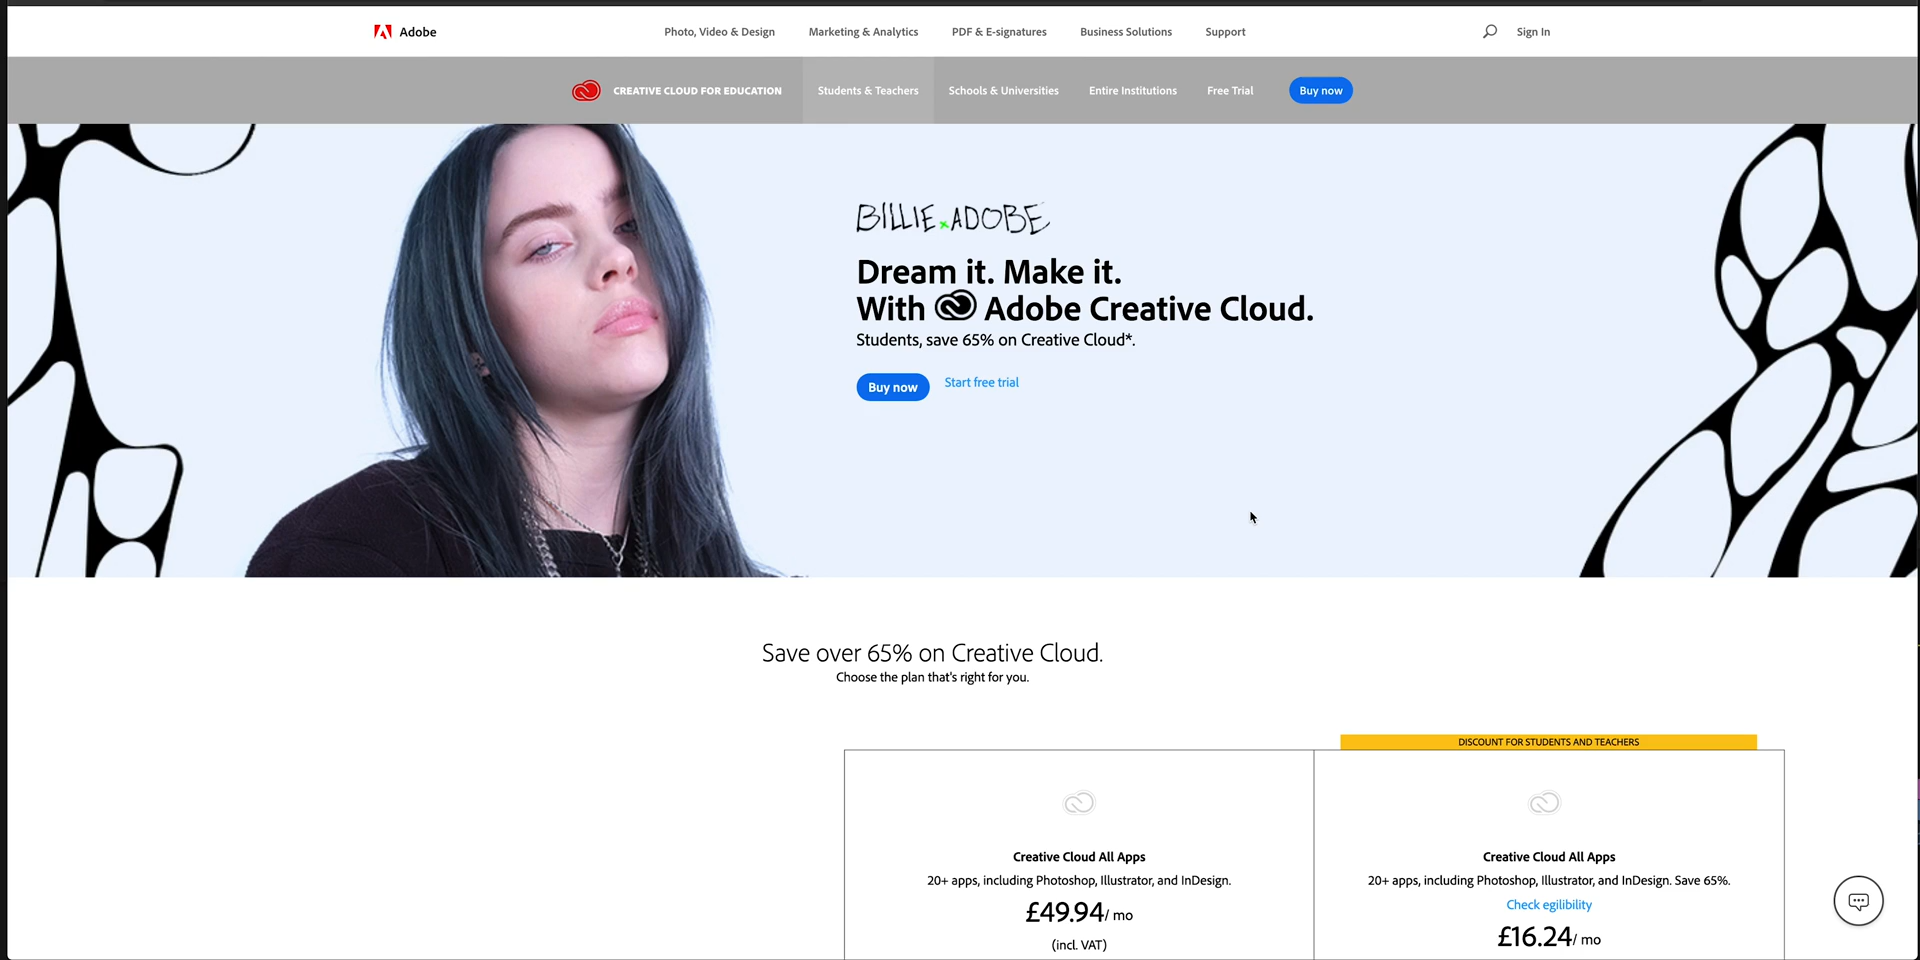 Adobe
Photo, Video & Design
Marketing & Analytics
PDF & E-signatures
Business Solutions
Support
Sign In
CREATIVE CLOUD FOR EDUCATION
Students & Teachers
Schools & Universities
Entire Institutions
Free Trial
Buy now
BILLIE x ADOBE
Dream it. Make it.
With Adobe Creative Cloud.
Students, save 65% on Creative Cloud*.
Buy now
Start free trial
Save over 65% on Creative Cloud.
Choose the plan that's right for you.
Creative Cloud All Apps
20+ apps, including Photoshop, Illustrator, and InDesign.
£49.94/ mo
(incl. VAT)
DISCOUNT FOR STUDENTS AND TEACHERS
Creative Cloud All Apps
20+ apps, including Photoshop, Illustrator, and InDesign. Save 65%.
Check egilibility
£16.24/ mo